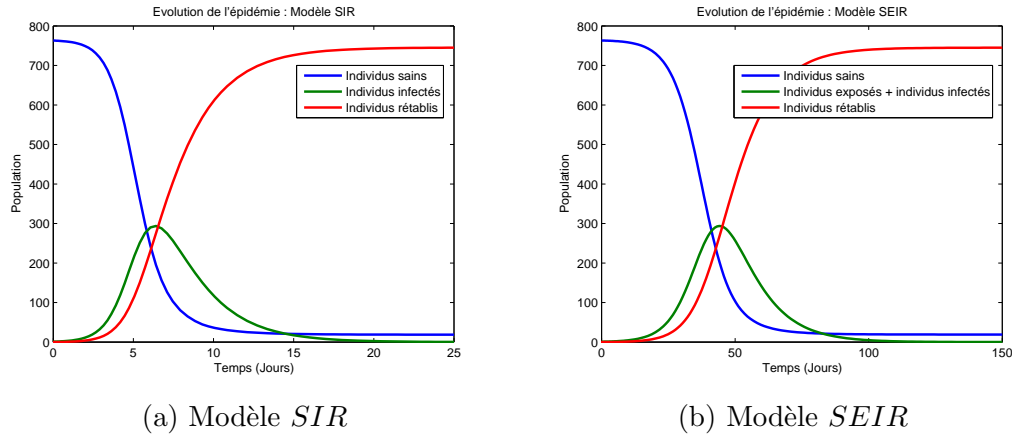 Evolution de l'épidémie : Modèle SIR
800
700
600
500
400
300
200
100
0
Population
0 5 10 15 20 25
Temps (Jours)
Individus sains
Individus infectés
Individus rétablis
(a) Modèle SIR
Evolution de l'épidémie : Modèle SEIR
800
700
600
500
400
300
200
100
0
Population
0 50 100 150
Temps (Jours)
Individus sains
Individus exposés + individus infectés
Individus rétablis
(b) Modèle SEIR